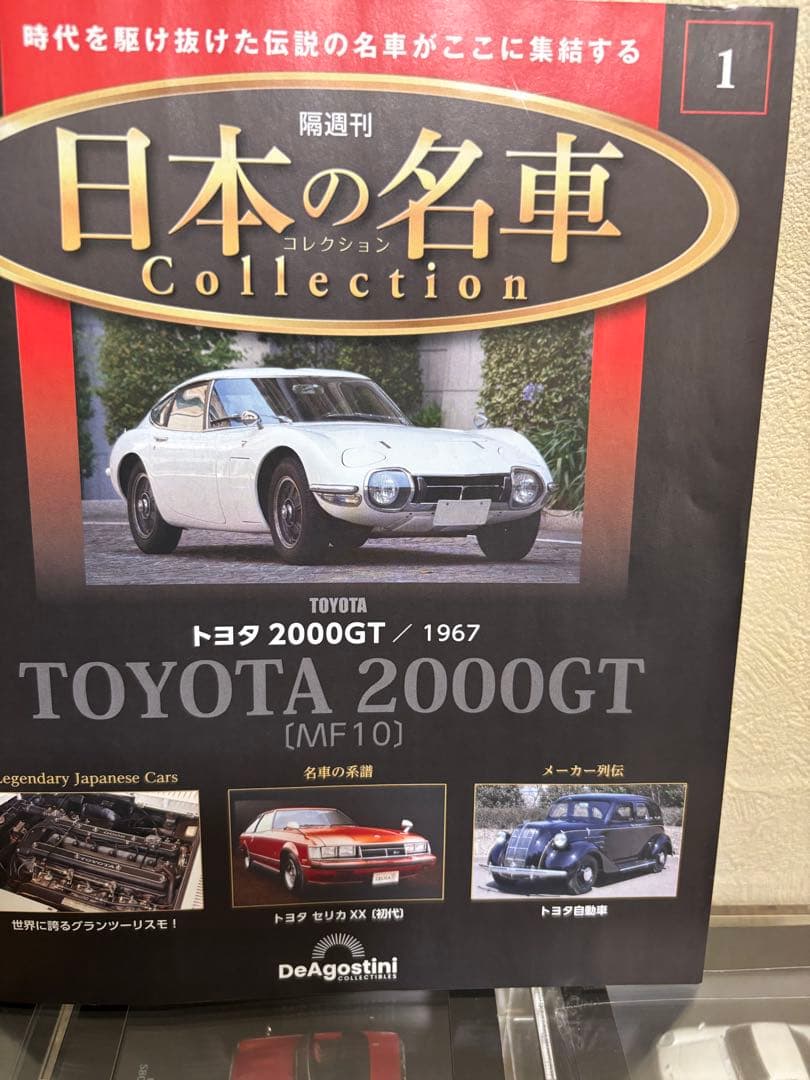 時代を駆け抜けた伝説の名車がここに集結する
1
隔週刊
日本の名車
コレクション
Collection
TOYOTA
トヨタ 2000GT / 1967
TOYOTA 2000GT
〔MF10〕
Legendary Japanese Cars
名車の系譜
メーカー列伝
TOYOTA
世界に誇るグランツーリスモ!
トヨタ セリカXX〔初代〕
トヨタ自動車
DeAgostini
COLLECTIBLES